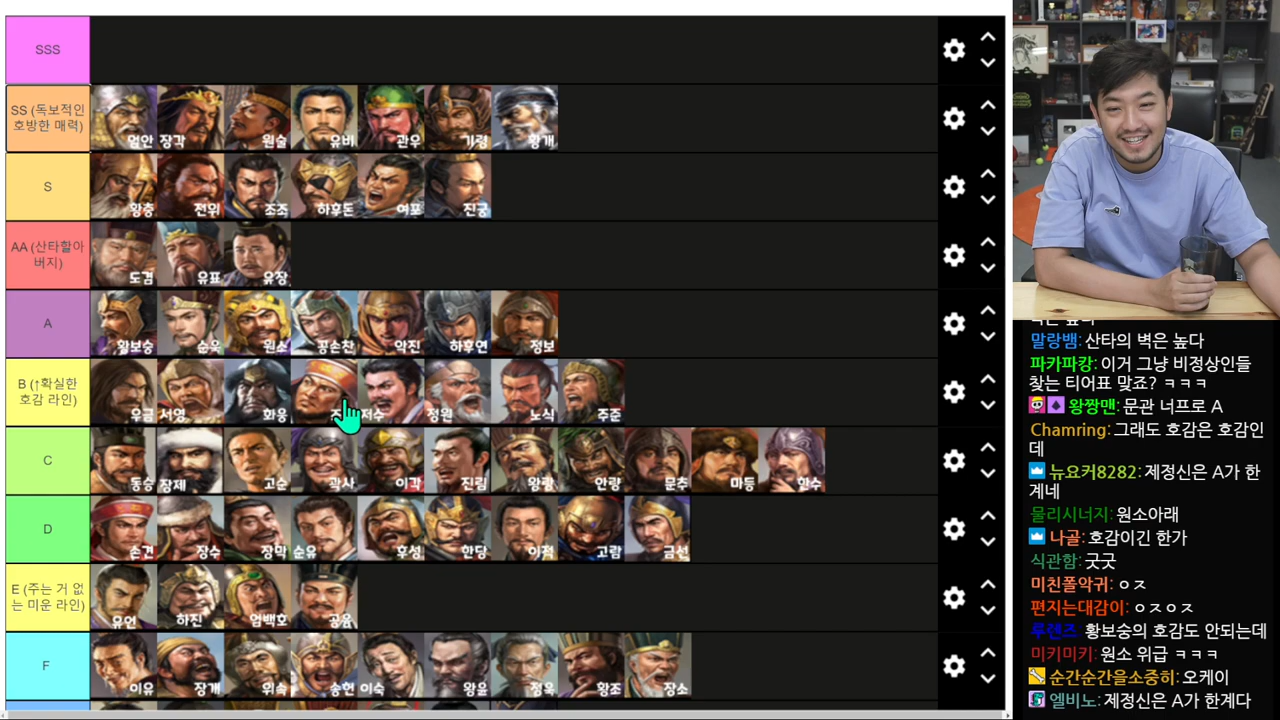 SSS
SS (독보적인
호방한 매력)
엄안 장각 원술 유비 관우 기령 황개
S
황충 전위 조조 하후돈 여포 진궁
AA (산타할아
버지)
도겸 유표 유장
A
황보숭 순욱 원소 공손찬 악진 하후연 정보
B (↑확실한
호감 라인)
우금 서영 화웅 저수 정원 노식 주준
C
동승 장제 고순 곽사 이각 진림 왕랑 안량 문추 마등 한수
D
손견 장수 장막 순유 후성 한당 이적 고람 금선
E (주는 거 없
는 미운 라인)
유언 하진 엄백호 공융
F
이유 장개 위속 송헌 이숙 왕윤 정욱 황조 장소
말랑뱀: 산타의 벽은 높다
파카파캉: 이거 그냥 비정상인들
찾는 티어표 맞죠? ㅋㅋㅋ
왕짱맨: 문관 너프로 A
Chamring: 그래도 호감은 호감인
데
뉴요커8282: 제정신은 A가 한
계네
물리시너지: 원소아래
나골: 호감이긴 한가
식관함: 굿굿
미친폴악귀: ㅇㅈ
편지는대감이: ㅇㅈㅇㅈ
루렌즈: 황보숭의 호감도 안되는데
미키미키: 원소 위급 ㅋㅋㅋ
순간순간을소중히: 오케이
엘비노: 제정신은 A가 한계다